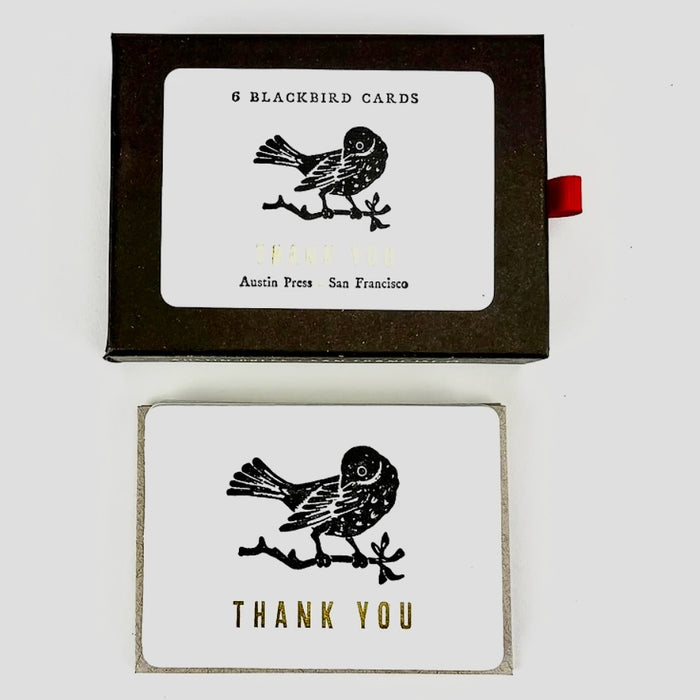 6 BLACKBIRD CARDS
THANK YOU
Austin Press - San Francisco
THANK YOU